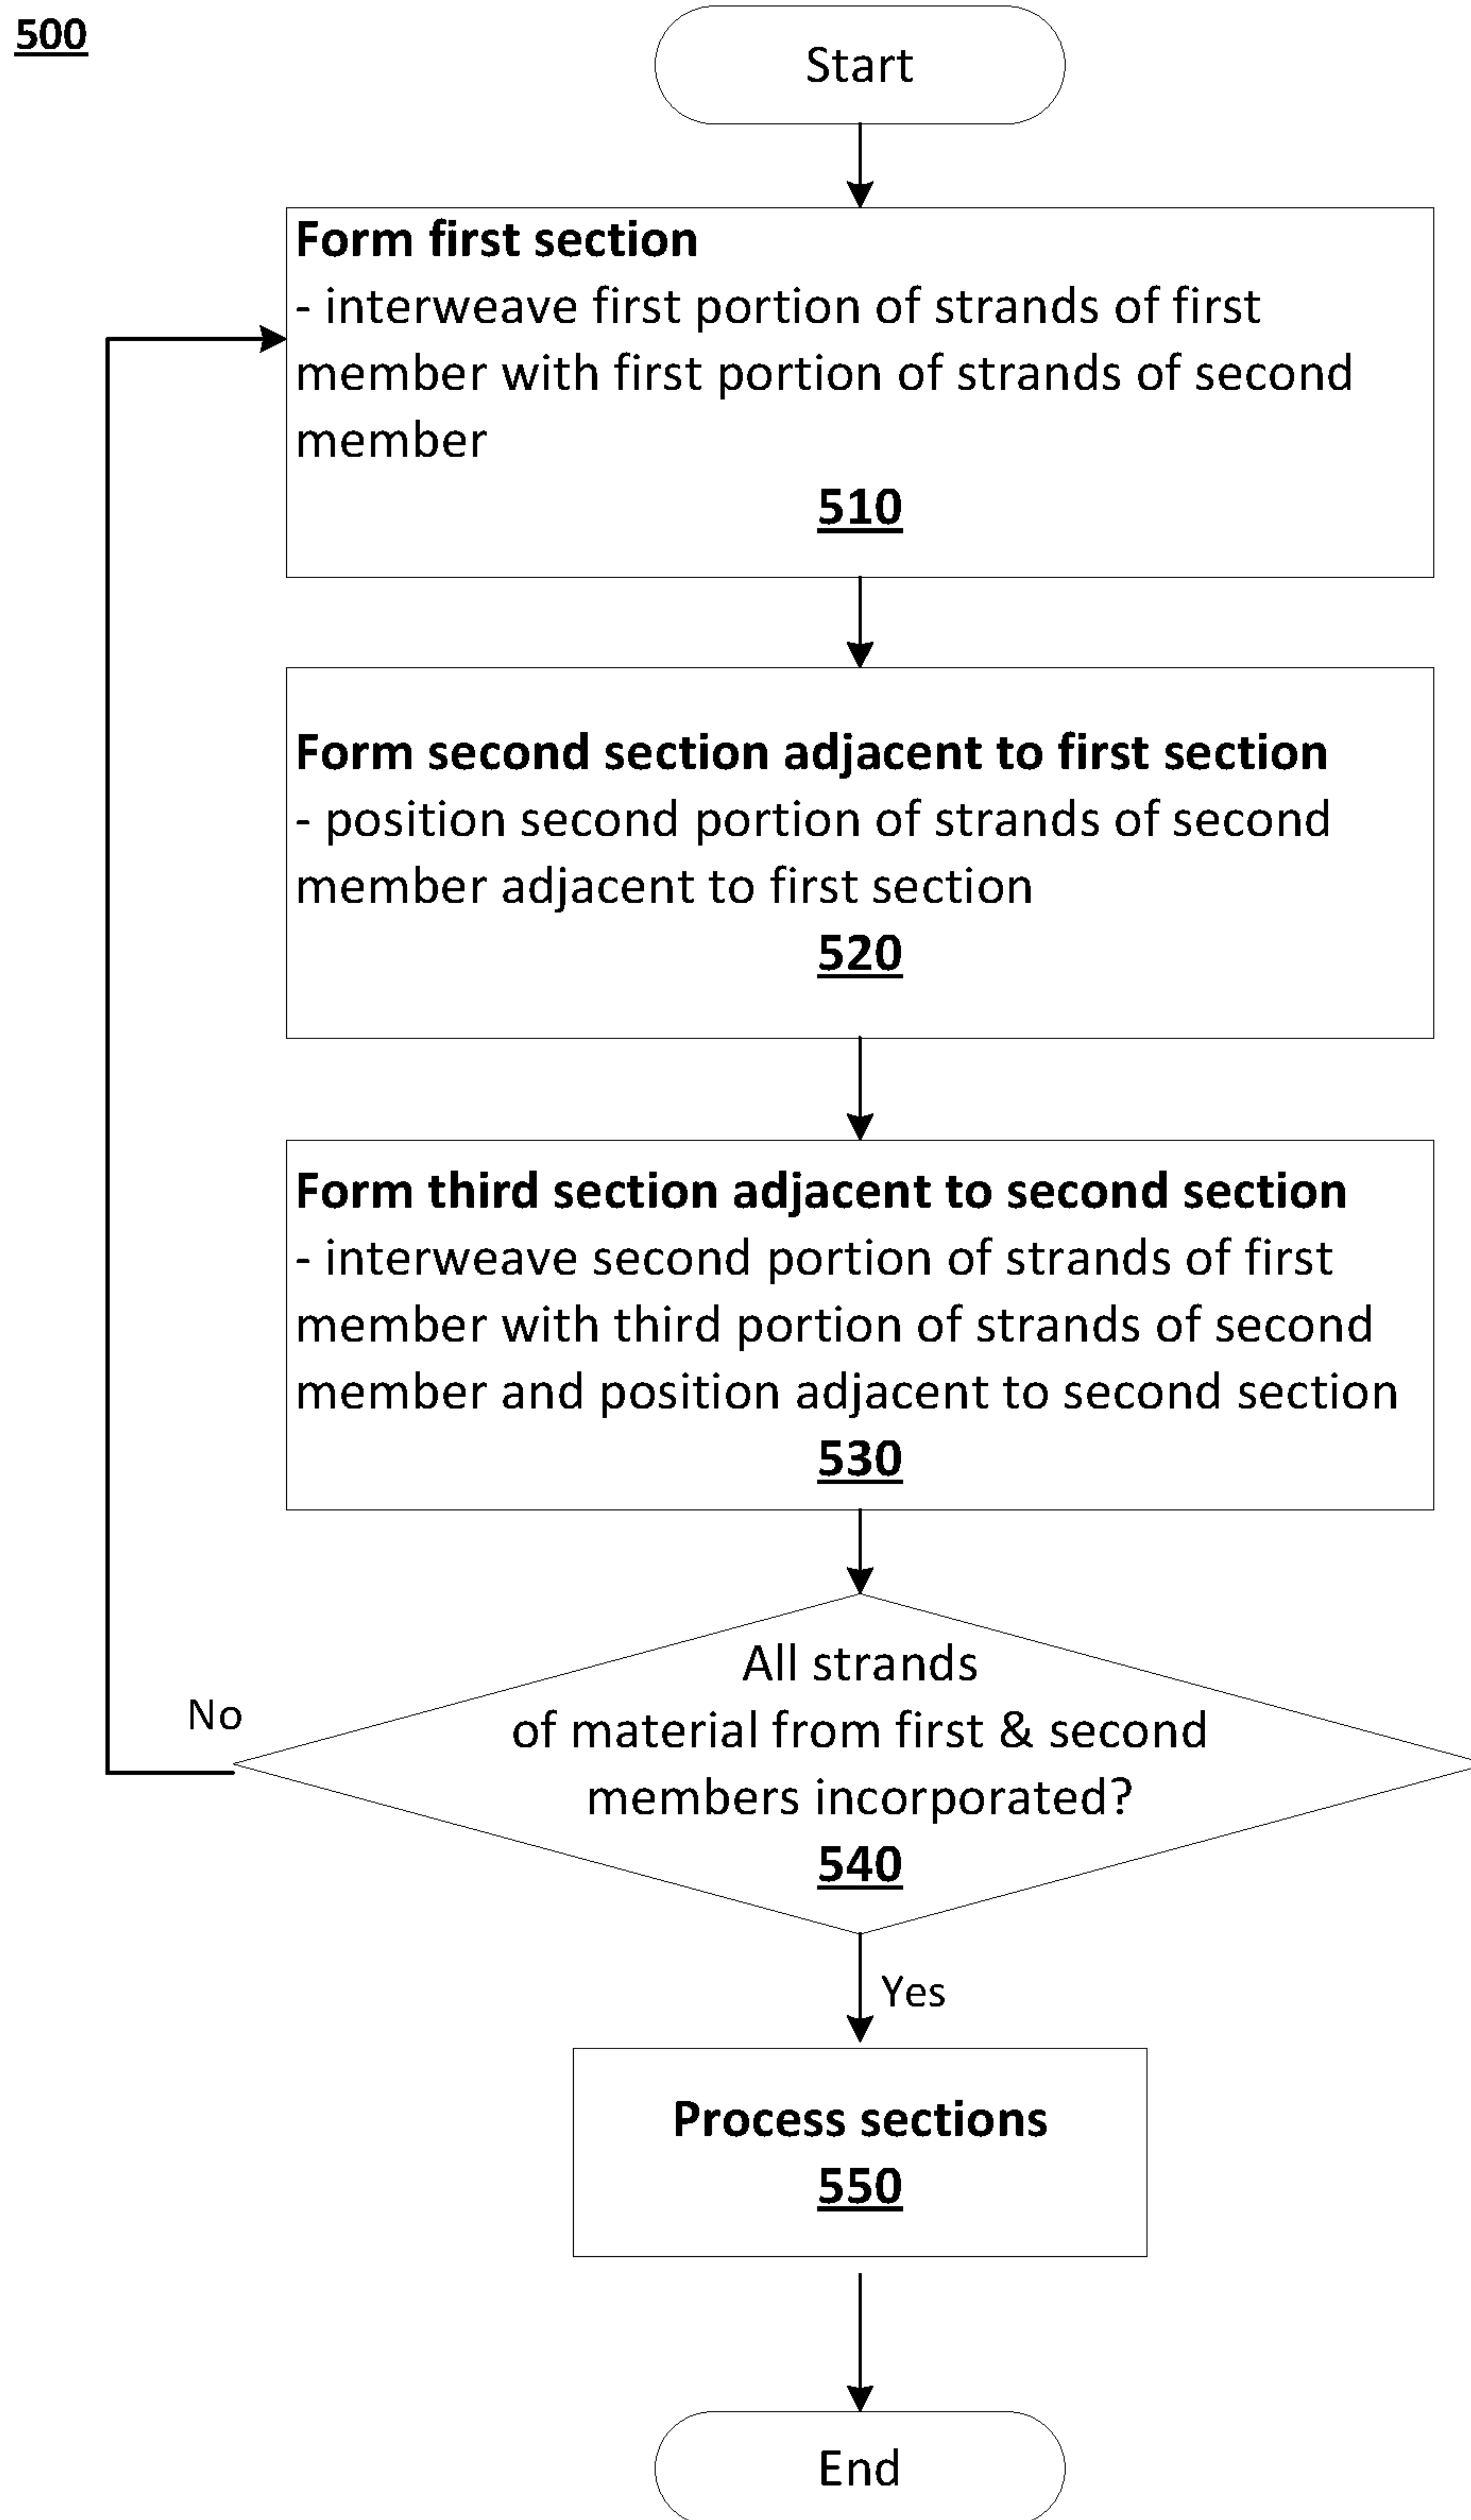 500
Start
Form first section
- interweave first portion of strands of first
member with first portion of strands of second
member
510
Form second section adjacent to first section
- position second portion of strands of second
member adjacent to first section
520
Form third section adjacent to second section
- interweave second portion of strands of first
member with third portion of strands of second
member and position adjacent to second section
530
All strands
of material from first & second
members incorporated?
540
No
Yes
Process sections
550
End